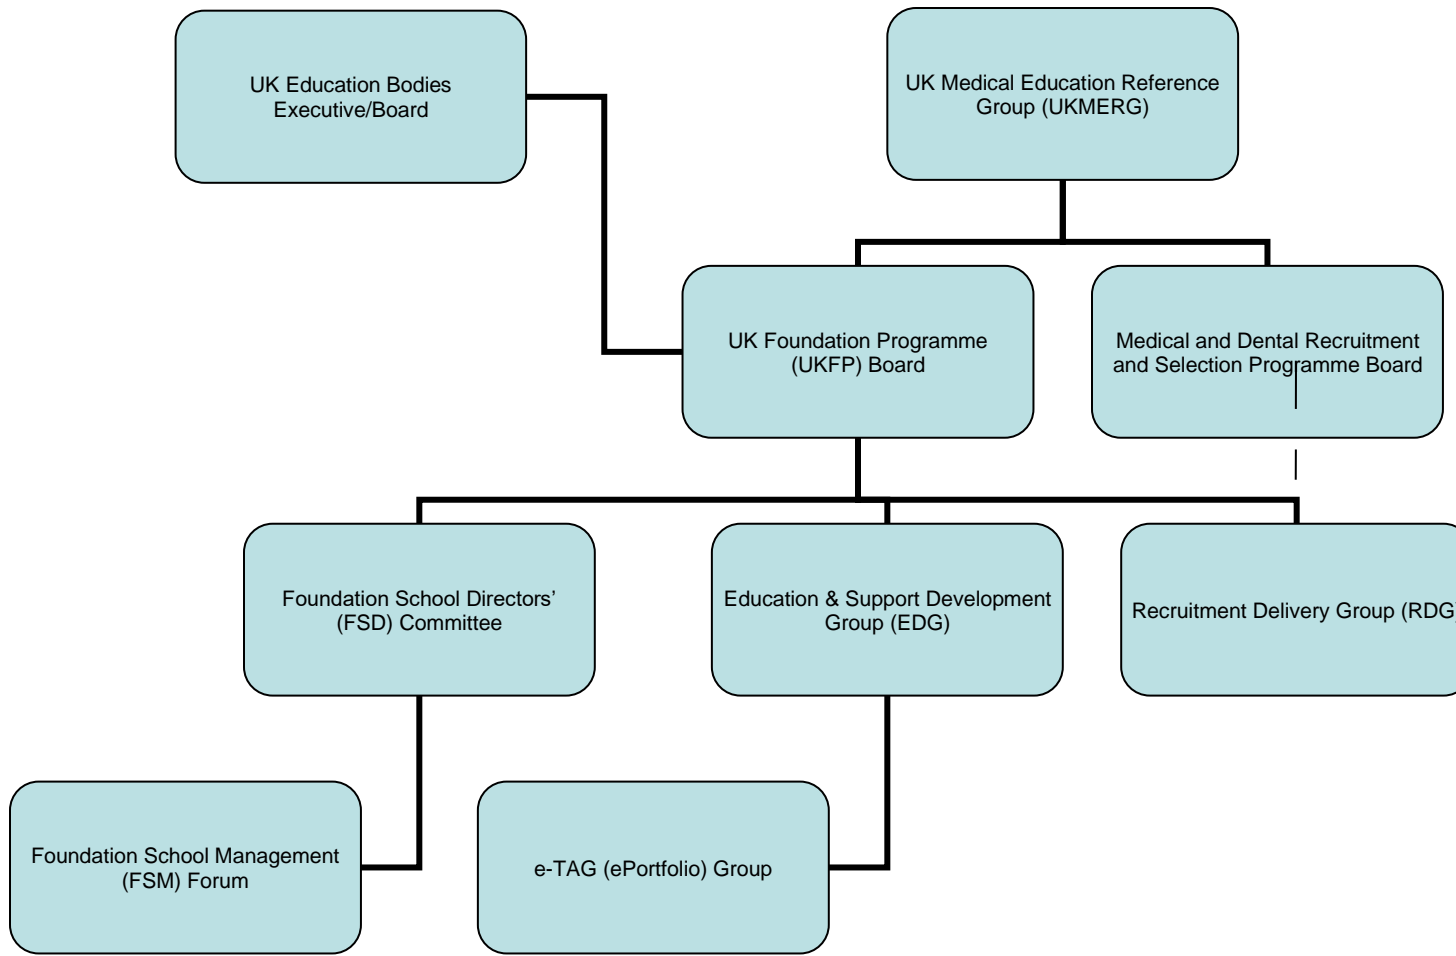 UK Education Bodies
Executive/Board
UK Medical Education Reference
Group (UKMERG)
UK Foundation Programme
(UKFP) Board
Medical and Dental Recruitment
and Selection Programme Board
Foundation School Directors’
(FSD) Committee
Education & Support Development
Group (EDG)
Recruitment Delivery Group (RDG)
Foundation School Management
(FSM) Forum
e-TAG (ePortfolio) Group